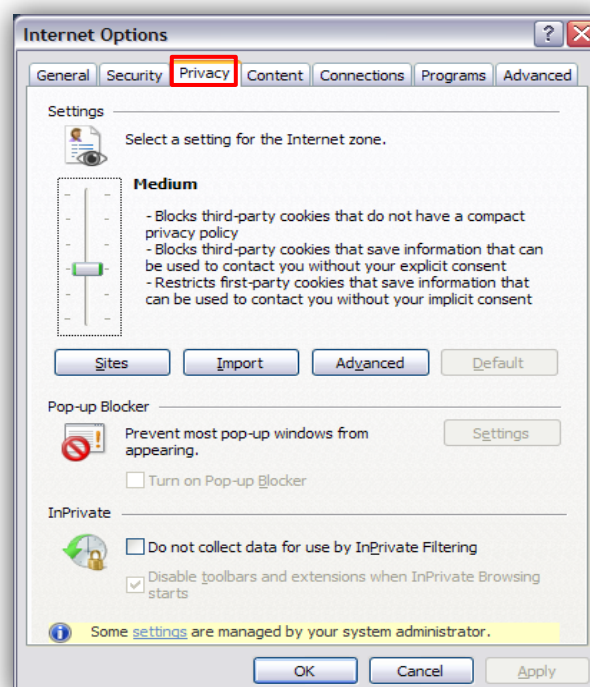 Internet Options
General Security Privacy Content Connections Programs Advanced
Settings
Select a setting for the Internet zone.
Medium
- Blocks third-party cookies that do not have a compact
privacy policy
- Blocks third-party cookies that save information that can
be used to contact you without your explicit consent
- Restricts first-party cookies that save information that
can be used to contact you without your implicit consent
Sites Import Advanced Default
Pop-up Blocker
Prevent most pop-up windows from
appearing.
Settings
Turn on Pop-up Blocker
InPrivate
Do not collect data for use by InPrivate Filtering
Disable toolbars and extensions when InPrivate Browsing
starts
Some settings are managed by your system administrator.
OK Cancel Apply